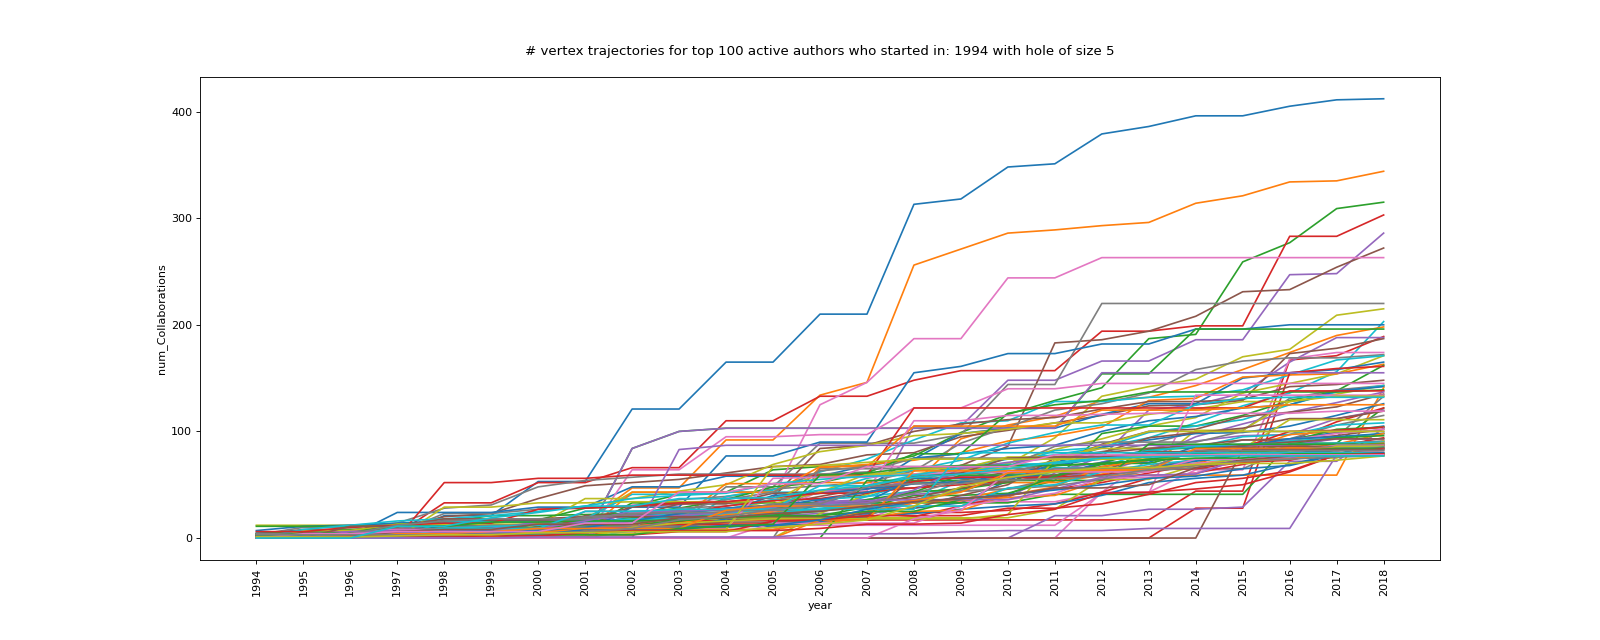 # vertex trajectories for top 100 active authors who started in: 1994 with hole of size 5
400
300
200
100
0
num_Collaborations
1994 1995 1996 1997 1998 1999 2000 2001 2002 2003 2004 2005 2006 2007 2008 2009 2010 2011 2012 2013 2014 2015 2016 2017 2018
year